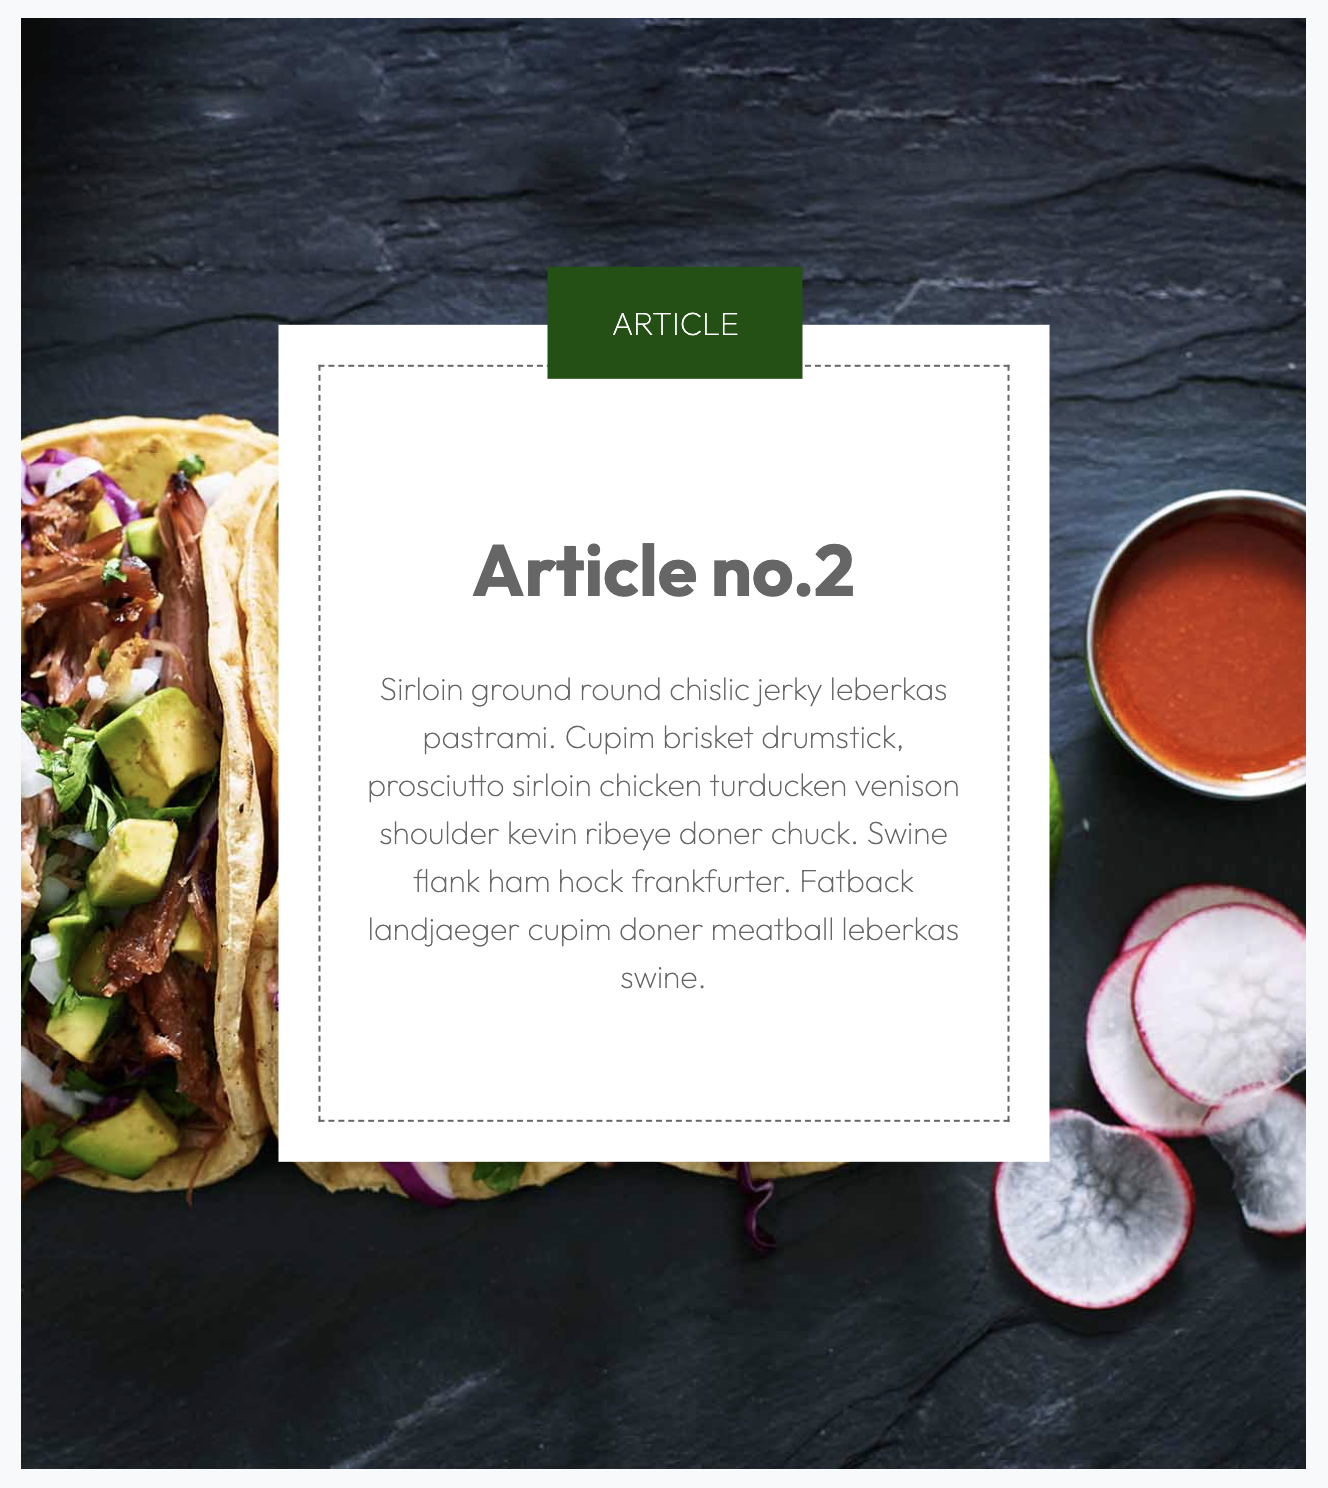 ARTICLE
Article no.2
Sirloin ground round chislic jerky leberkas
pastrami. Cupim brisket drumstick,
prosciutto sirloin chicken turducken venison
shoulder kevin ribeye doner chuck. Swine
flank ham hock frankfurter. Fatback
landjaeger cupim doner meatball leberkas
swine.